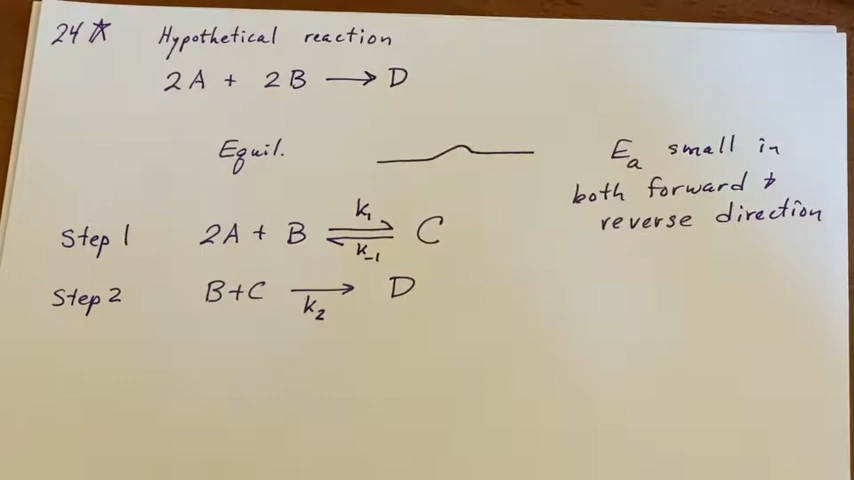 24☆ Hypothetical reaction
2A + 2B ⟶ D
Equil.
Eₐ small in
both forward &
reverse direction
Step 1 2A + B ⇌ C
k₁
k₋₁
Step 2 B+C ⟶ D
k₂